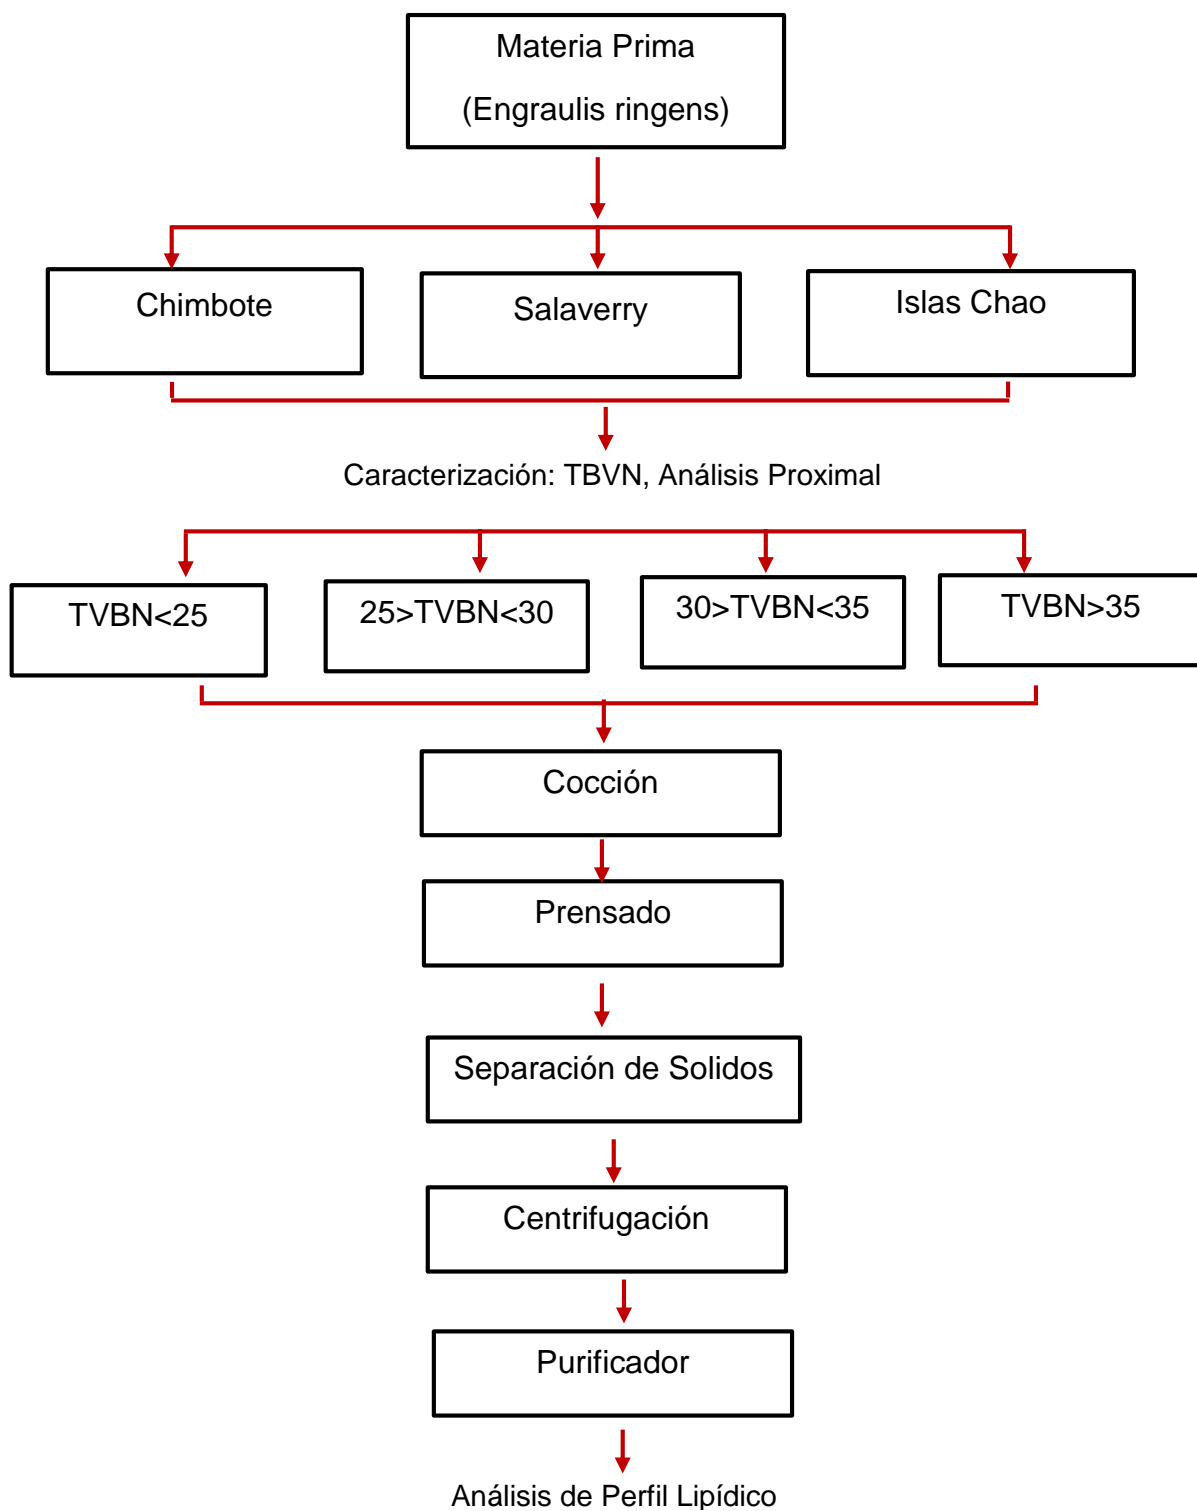 Materia Prima
(Engraulis ringens)
Chimbote
Salaverry
Islas Chao
Caracterización: TBVN, Análisis Proximal
TVBN<25
25>TVBN<30
30>TVBN<35
TVBN>35
Cocción
Prensado
Separación de Solidos
Centrifugación
Purificador
Análisis de Perfil Lipídico